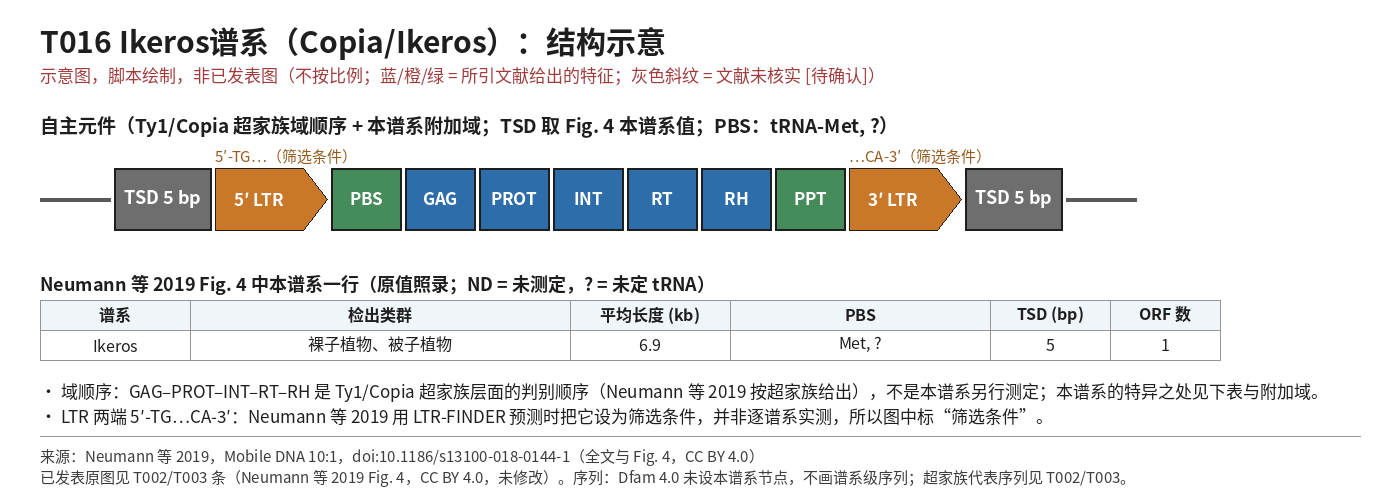 T016 Ikeros谱系（Copia/Ikeros）：结构示意
示意图，脚本绘制，非已发表图（不按比例；蓝/橙/绿 = 所引文献给出的特征；灰色斜纹 = 文献未核实 [待确认]）
自主元件（Ty1/Copia 超家族域顺序 + 本谱系附加域；TSD 取 Fig. 4 本谱系值；PBS：tRNA-Met, ?）
5′-TG…（筛选条件） …CA-3′（筛选条件）
TSD 5 bp 5′ LTR PBS GAG PROT INT RT RH PPT 3′ LTR TSD 5 bp
Neumann 等 2019 Fig. 4 中本谱系一行（原值照录；ND = 未测定，? = 未定 tRNA）
谱系 检出类群 平均长度 (kb) PBS TSD (bp) ORF 数
Ikeros 裸子植物、被子植物 6.9 Met, ? 5 1
・ 域顺序：GAG–PROT–INT–RT–RH 是 Ty1/Copia 超家族层面的判别顺序（Neumann 等 2019 按超家族给出），不是本谱系另行测定；本谱系的特异之处见下表与附加域。
・ LTR 两端 5′-TG…CA-3′：Neumann 等 2019 用 LTR-FINDER 预测时把它设为筛选条件，并非逐谱系实测，所以图中标“筛选条件”。
来源：Neumann 等 2019，Mobile DNA 10:1，doi:10.1186/s13100-018-0144-1（全文与 Fig. 4，CC BY 4.0）
已发表原图见 T002/T003 条（Neumann 等 2019 Fig. 4，CC BY 4.0，未修改）。序列：Dfam 4.0 未设本谱系节点，不画谱系级序列；超家族代表序列见 T002/T003。